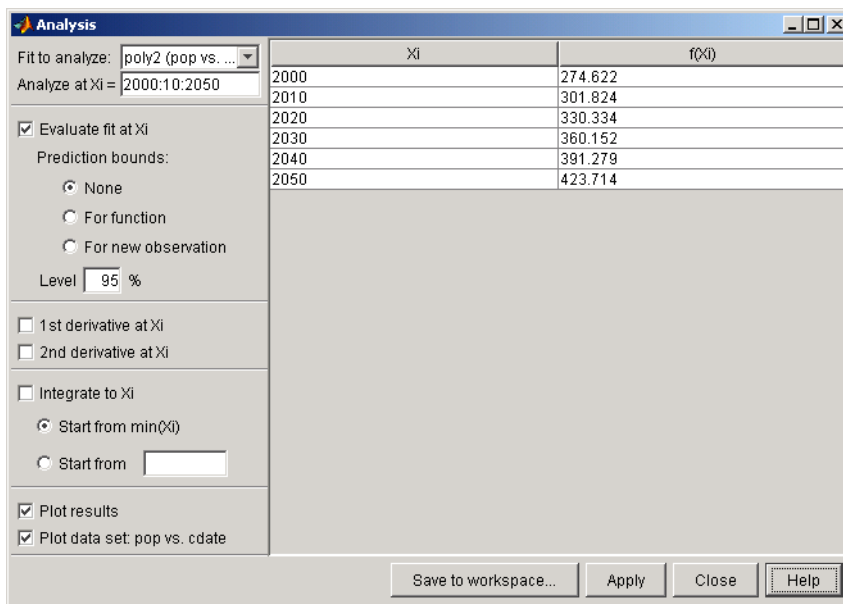 Analysis
Fit to analyze: poly2 (pop vs. ...
Analyze at Xi = 2000:10:2050
Evaluate fit at Xi
Prediction bounds:
None
For function
For new observation
Level 95 %
1st derivative at Xi
2nd derivative at Xi
Integrate to Xi
Start from min(Xi)
Start from
Plot results
Plot data set: pop vs. cdate
Xi f(Xi)
2000 274.622
2010 301.824
2020 330.334
2030 360.152
2040 391.279
2050 423.714
Save to workspace... Apply Close Help